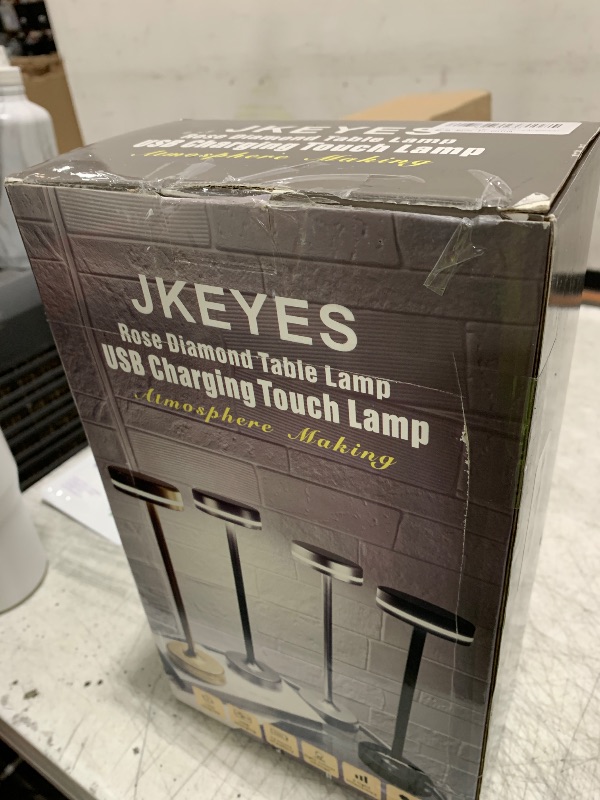 JKEYES
Rose Diamond Table Lamp
USB Charging Touch Lamp
Atmosphere Making
JKEYES
Rose Diamond Table Lamp
USB Charging Touch Lamp
Atmosphere Making